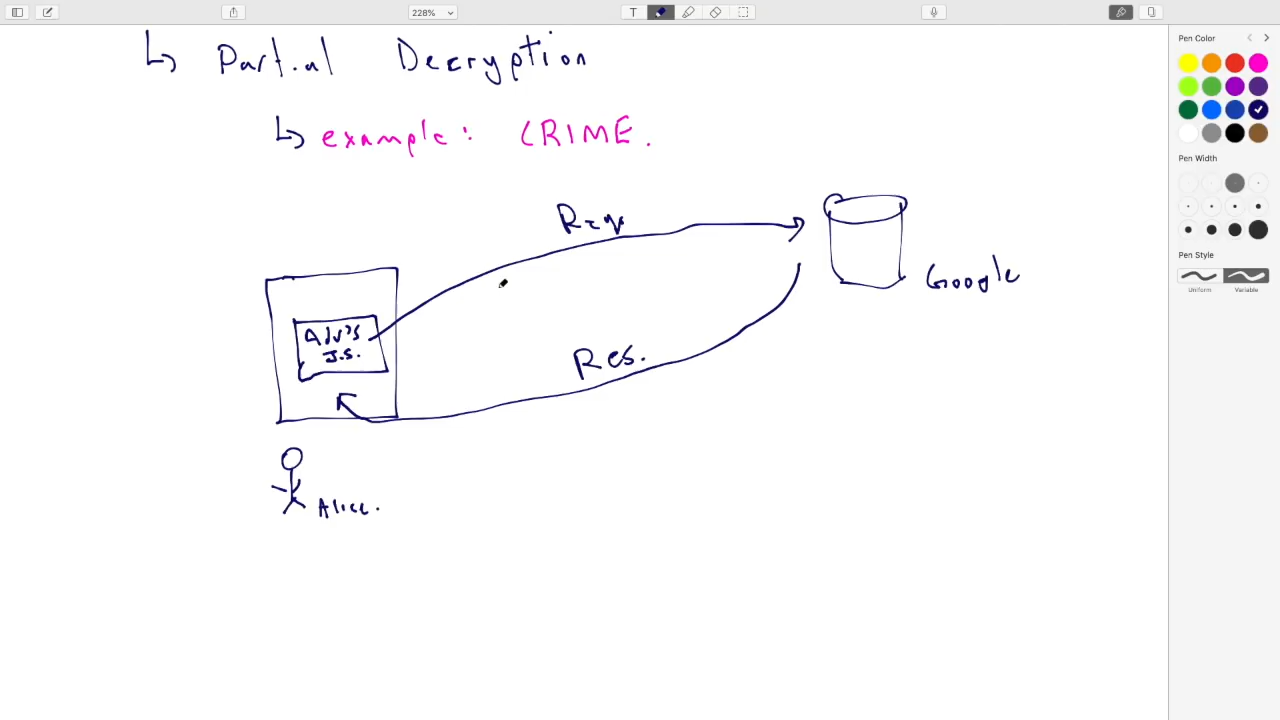 228%
T
Pen Color
↳ Partial Decryption
↳ example: CRIME.
Pen Width
Req
Pen Style
Uniform Variable
Google
Adv's
J.S.
Res.
Alice.